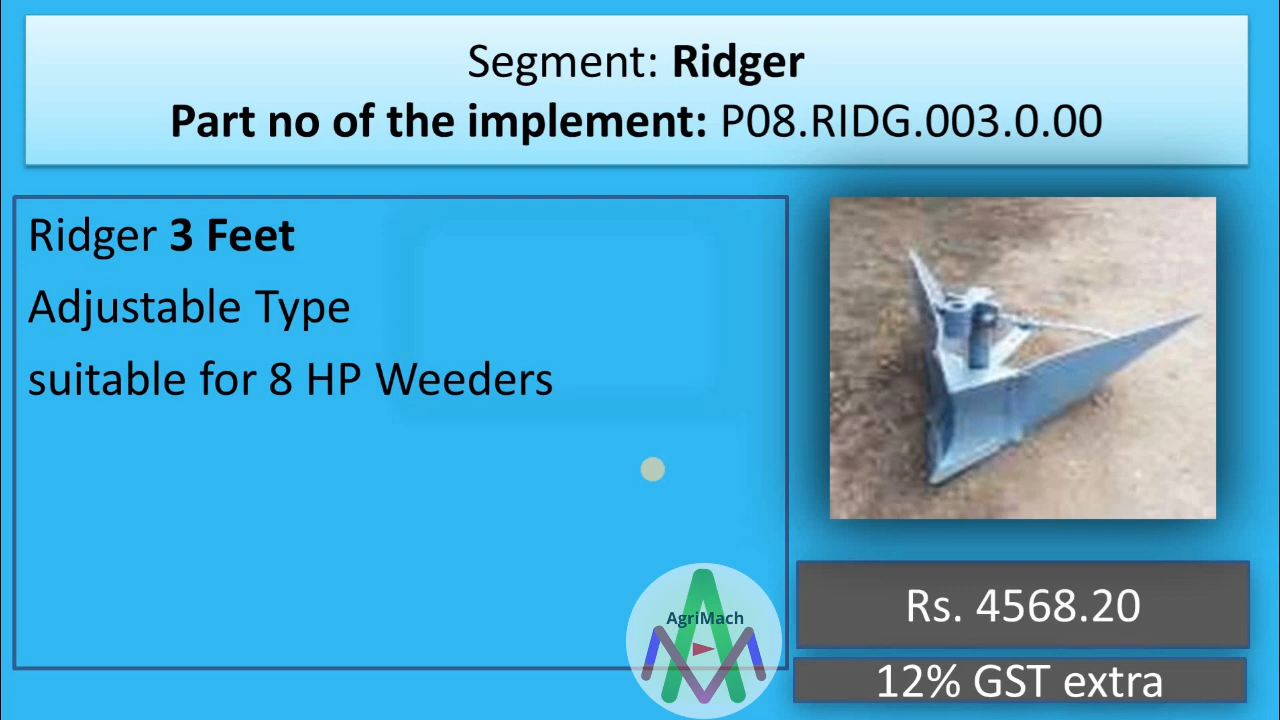 Segment: Ridger
Part no of the implement: P08.RIDG.003.0.00
Ridger 3 Feet
Adjustable Type
suitable for 8 HP Weeders
Rs. 4568.20
12% GST extra
AgriMach